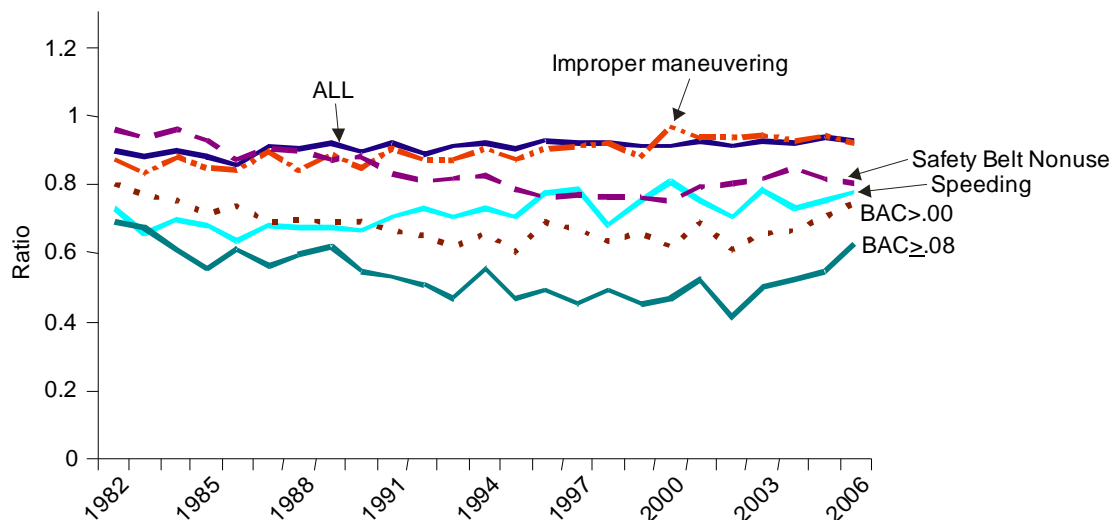 1.2
Improper maneuvering
ALL
1
Safety Belt Nonuse
0.8
Speeding
BAC>.00
BAC≥.08
0.6
Ratio
0.4
0.2
0
1982
1985
1988
1991
1994
1997
2000
2003
2006